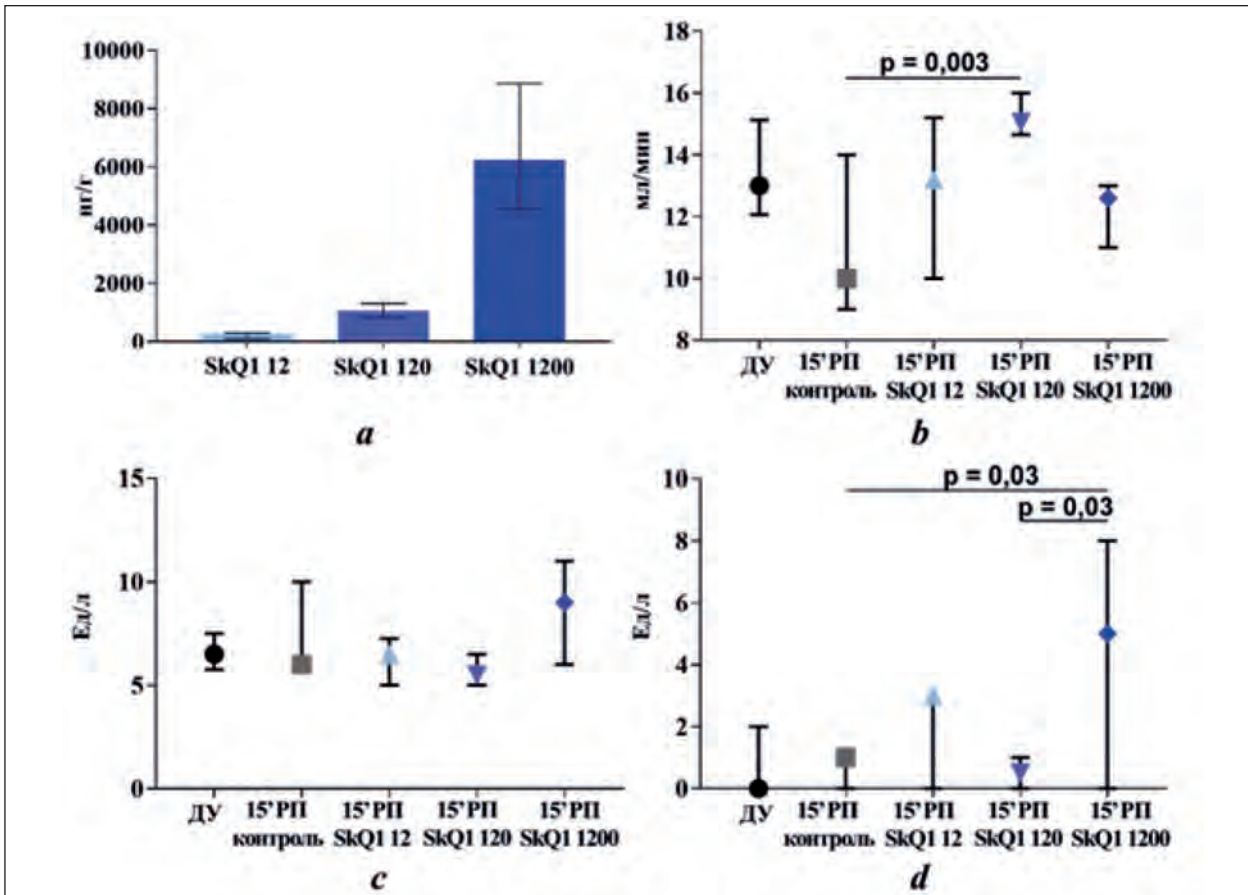 10000
8000
6000
4000
2000
0
нг/г
SkQ1 12
SkQ1 120
SkQ1 1200
a
18
16
14
12
10
8
мл/мин
p = 0,003
ДУ
15'РП
контроль
15'РП
SkQ1 12
15'РП
SkQ1 120
15'РП
SkQ1 1200
b
15
10
5
0
Ед/л
ДУ
15'РП
контроль
15'РП
SkQ1 12
15'РП
SkQ1 120
15'РП
SkQ1 1200
c
10
8
6
4
2
0
Ед/л
p = 0,03
p = 0,03
ДУ
15'РП
контроль
15'РП
SkQ1 12
15'РП
SkQ1 120
15'РП
SkQ1 1200
d